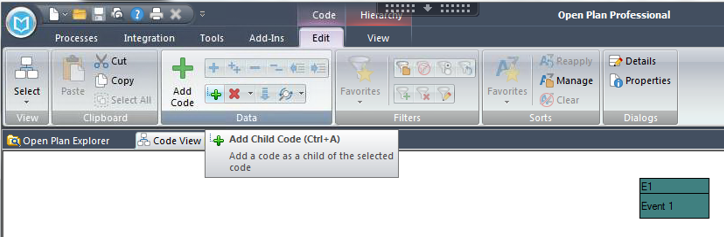 Code Hierarchy Open Plan Professional
Processes Integration Tools Add-Ins Edit View
Select
View
Paste
Cut
Copy
Select All
Clipboard
Add Code
Data
Favorites
Filters
Favorites
Reapply
Manage
Clear
Sorts
Details
Properties
Dialogs
Open Plan Explorer Code View
Add Child Code (Ctrl+A)
Add a code as a child of the selected
code
E1
Event 1